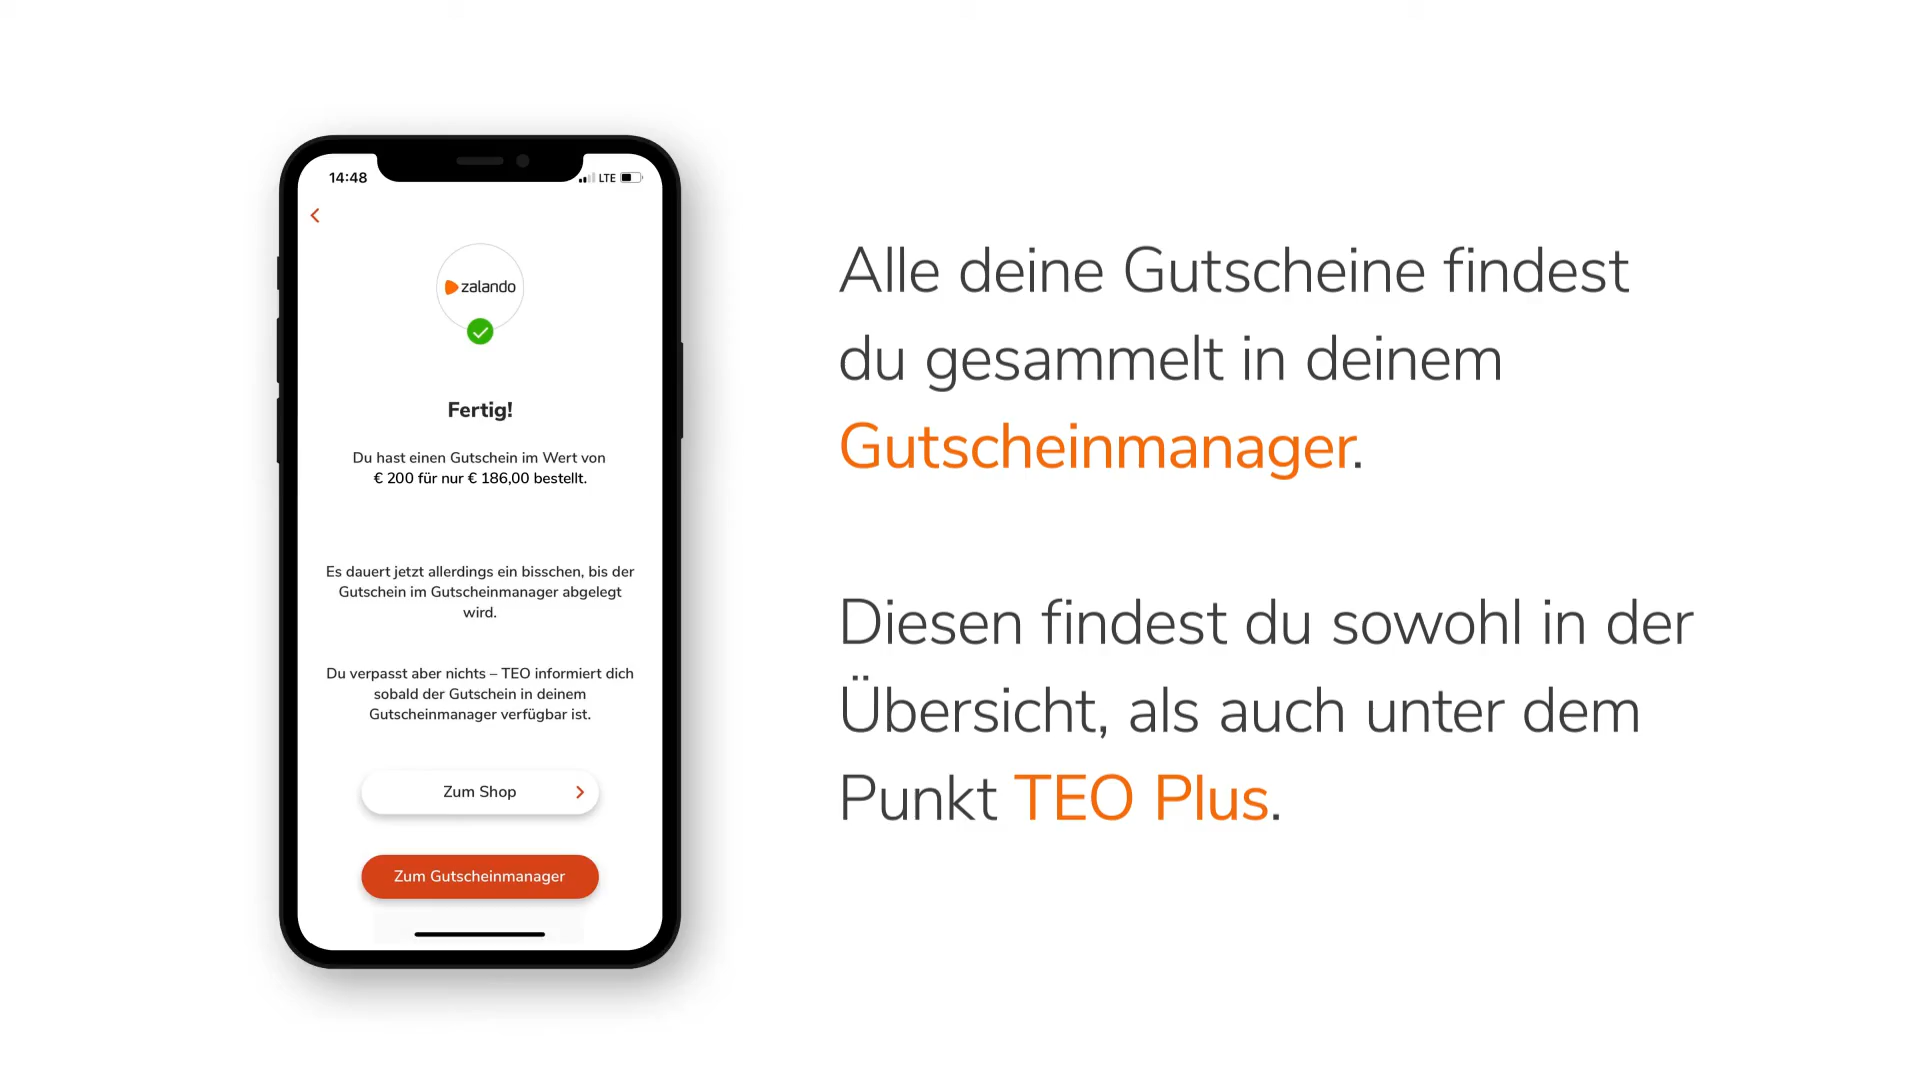 14:48
LTE
zalando
Fertig!
Du hast einen Gutschein im Wert von
€ 200 für nur € 186,00 bestellt.
Es dauert jetzt allerdings ein bisschen, bis der
Gutschein im Gutscheinmanager abgelegt
wird.
Du verpasst aber nichts – TEO informiert dich
sobald der Gutschein in deinem
Gutscheinmanager verfügbar ist.
Zum Shop
Zum Gutscheinmanager
Alle deine Gutscheine findest
du gesammelt in deinem
Gutscheinmanager.
Diesen findest du sowohl in der
Übersicht, als auch unter dem
Punkt TEO Plus.